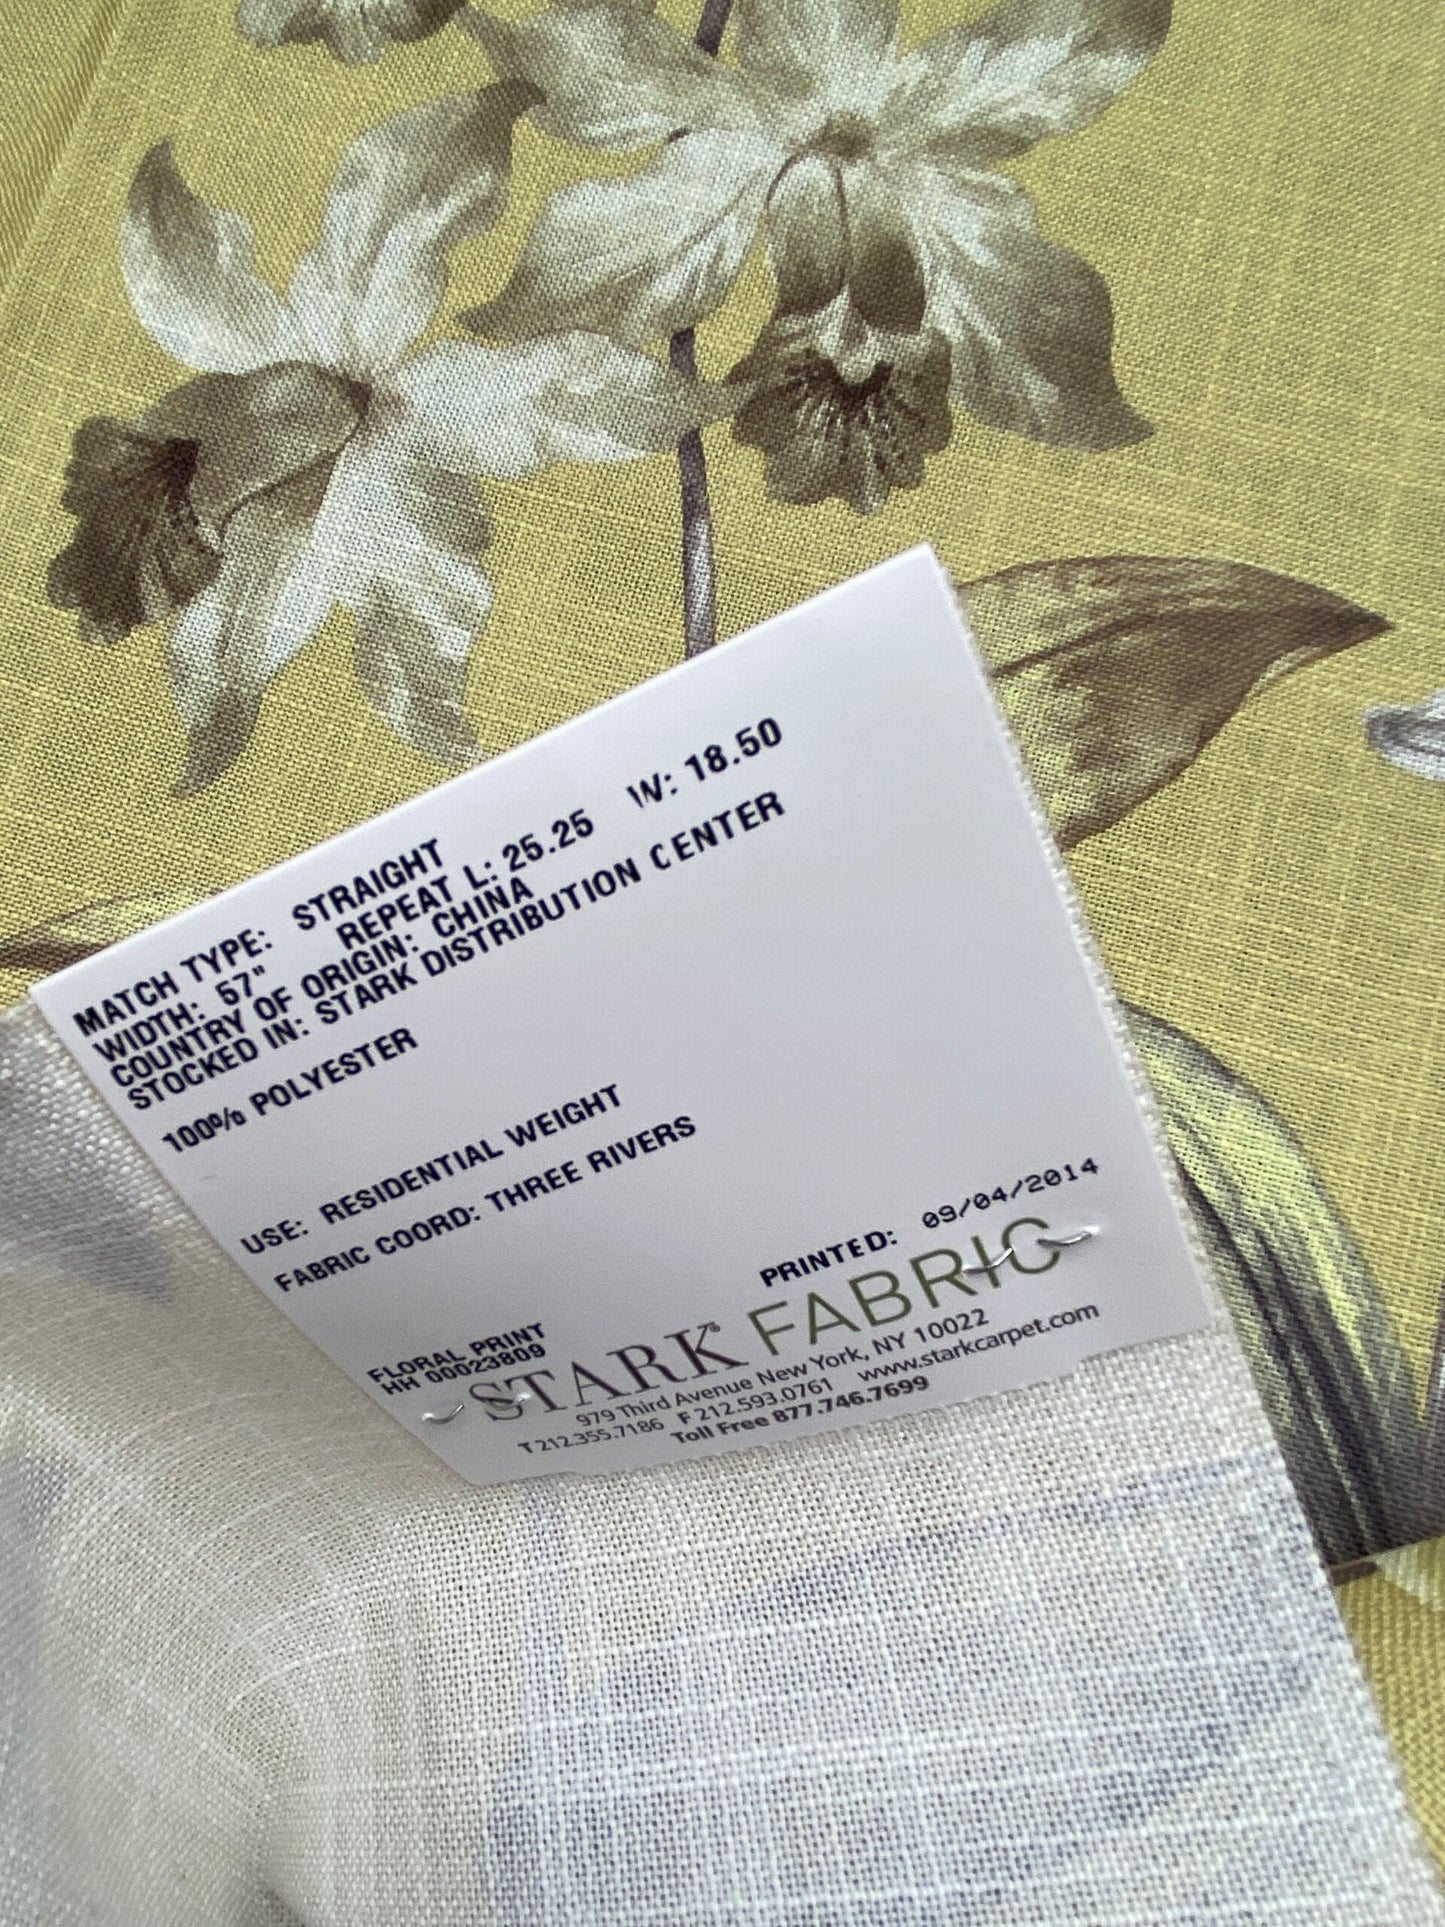 MATCH TYPE: STRAIGHT
WIDTH: 57" REPEAT L: 25.25 W: 18.50
COUNTRY OF ORIGIN: CHINA
STOCKED IN: STARK DISTRIBUTION CENTER
100% POLYESTER
USE: RESIDENTIAL WEIGHT
FABRIC COORD: THREE RIVERS
PRINTED: 09/04/2014
FLORAL PRINT
HH 00023809
STARK® FABRIC
979 Third Avenue New York, NY 10022
T 212.355.7186 F 212.593.0761 www.starkcarpet.com
Toll Free 877.746.7699